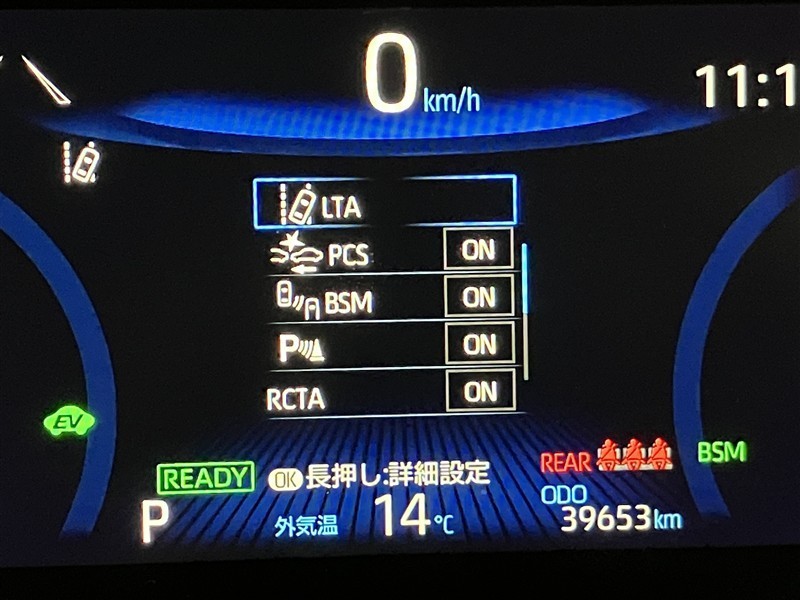 0 km/h
11:1
LTA
PCS ON
BSM ON
P ON
RCTA ON
EV
READY
OK 長押し:詳細設定
REAR
BSM
P
外気温 14℃
ODO
39653km